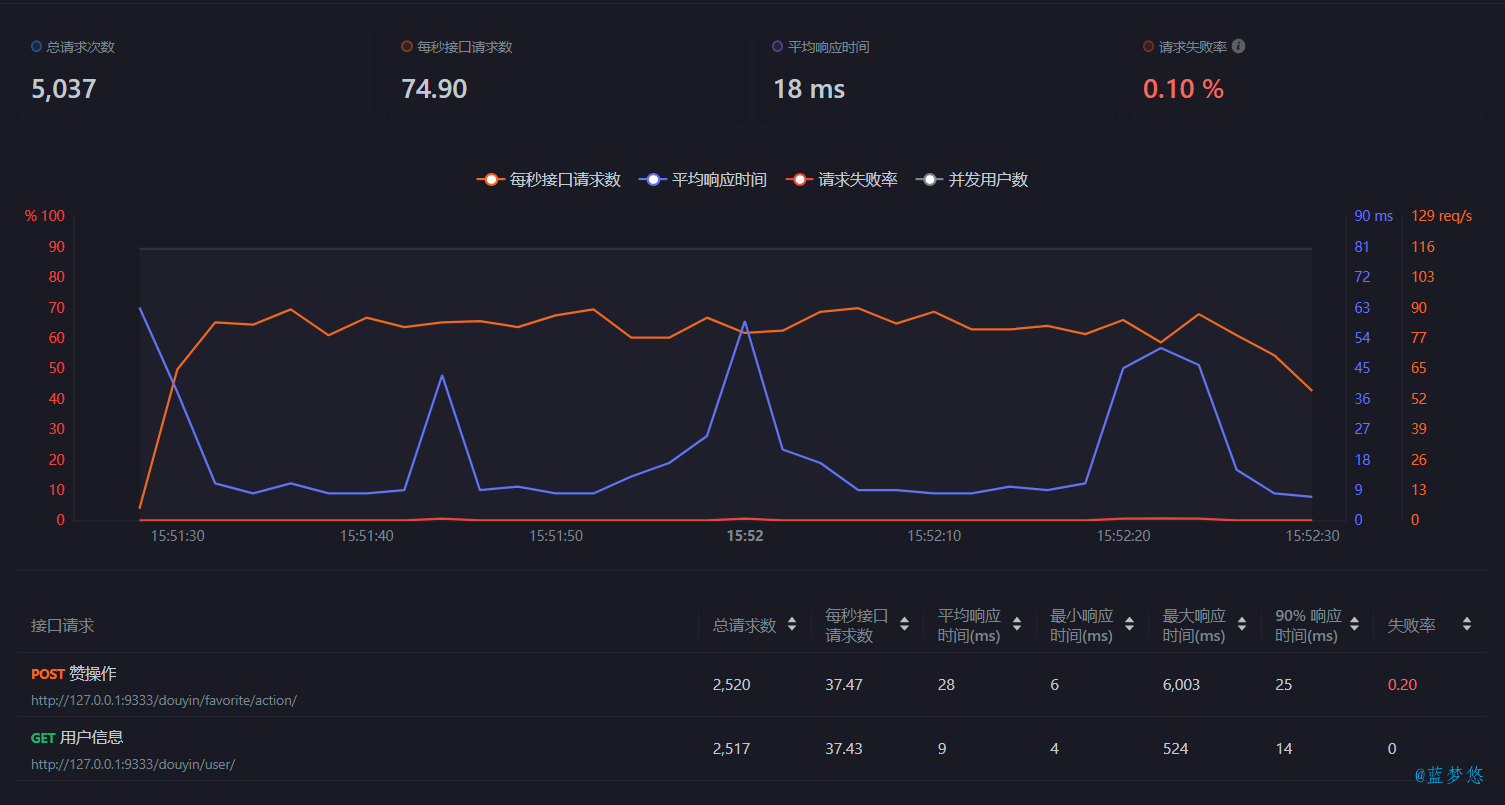 总请求次数 每秒接口请求数 平均响应时间 请求失败率
5,037 74.90 18 ms 0.10 %
每秒接口请求数 平均响应时间 请求失败率 并发用户数
% 100 90 ms 129 req/s
90 81 116
80 72 103
70 63 90
60 54 77
50 45 65
40 36 52
30 27 39
20 18 26
10 9 13
0 0 0
15:51:30 15:51:40 15:51:50 15:52 15:52:10 15:52:20 15:52:30
接口请求 总请求数 每秒接口 平均响应 最小响应 最大响应 90% 响应 失败率
请求数 时间(ms) 时间(ms) 时间(ms) 时间(ms)
POST 赞操作
http://127.0.0.1:9333/douyin/favorite/action/
2,520 37.47 28 6 6,003 25 0.20
GET 用户信息
http://127.0.0.1:9333/douyin/user/
2,517 37.43 9 4 524 14 0
@蓝梦悠